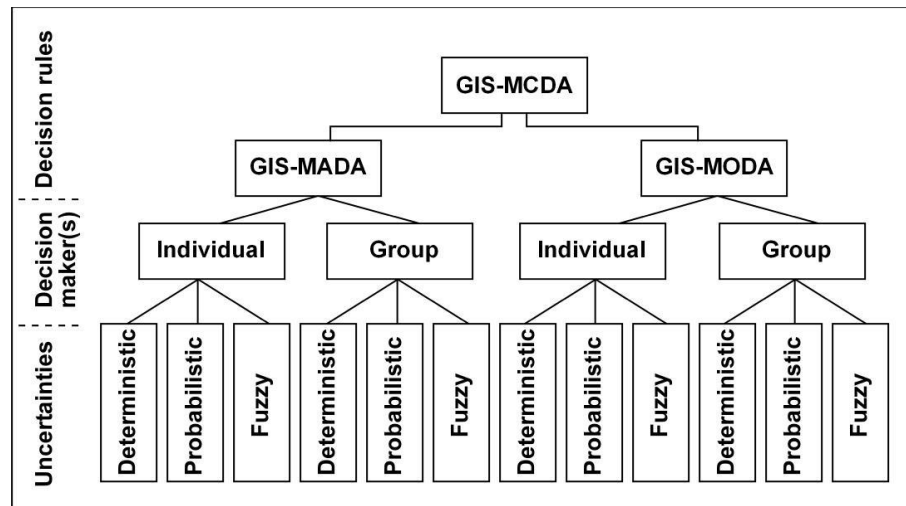 Decision rules
GIS-MCDA
GIS-MADA
GIS-MODA
Decision
maker(s)
Individual
Group
Individual
Group
Uncertainties
Deterministic
Probabilistic
Fuzzy
Deterministic
Probabilistic
Fuzzy
Deterministic
Probabilistic
Fuzzy
Deterministic
Probabilistic
Fuzzy